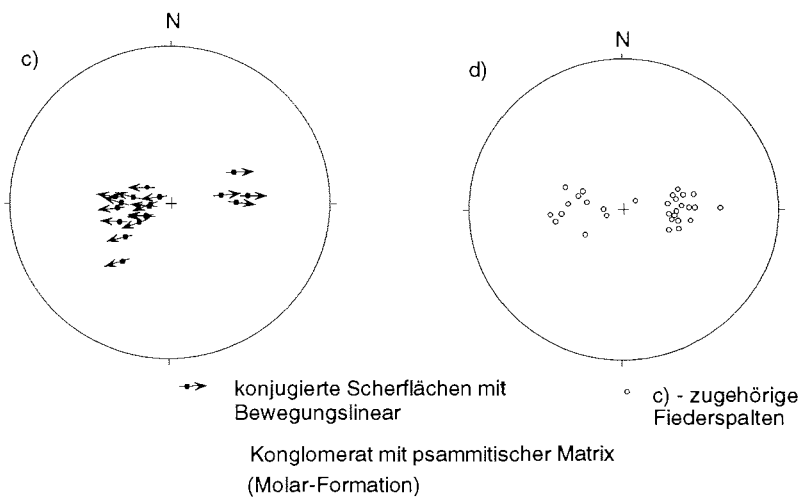 N
c)
N
d)
konjugierte Scherflächen mit
Bewegungslinear
c) - zugehörige
Fiederspalten
Konglomerat mit psammitischer Matrix
(Molar-Formation)